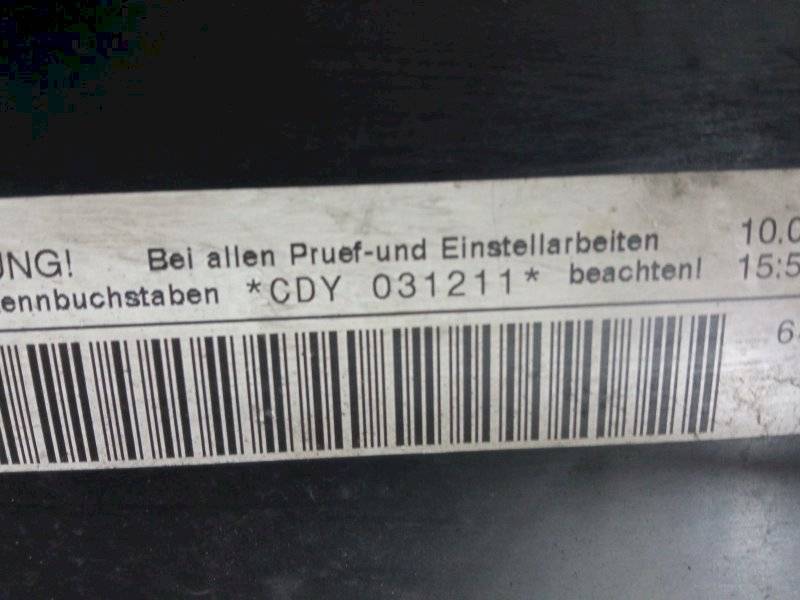 UNG! Bei allen Pruef-und Einstellarbeiten 10.0
ennbuchstaben *CDY 031211* beachten! 15:5
6